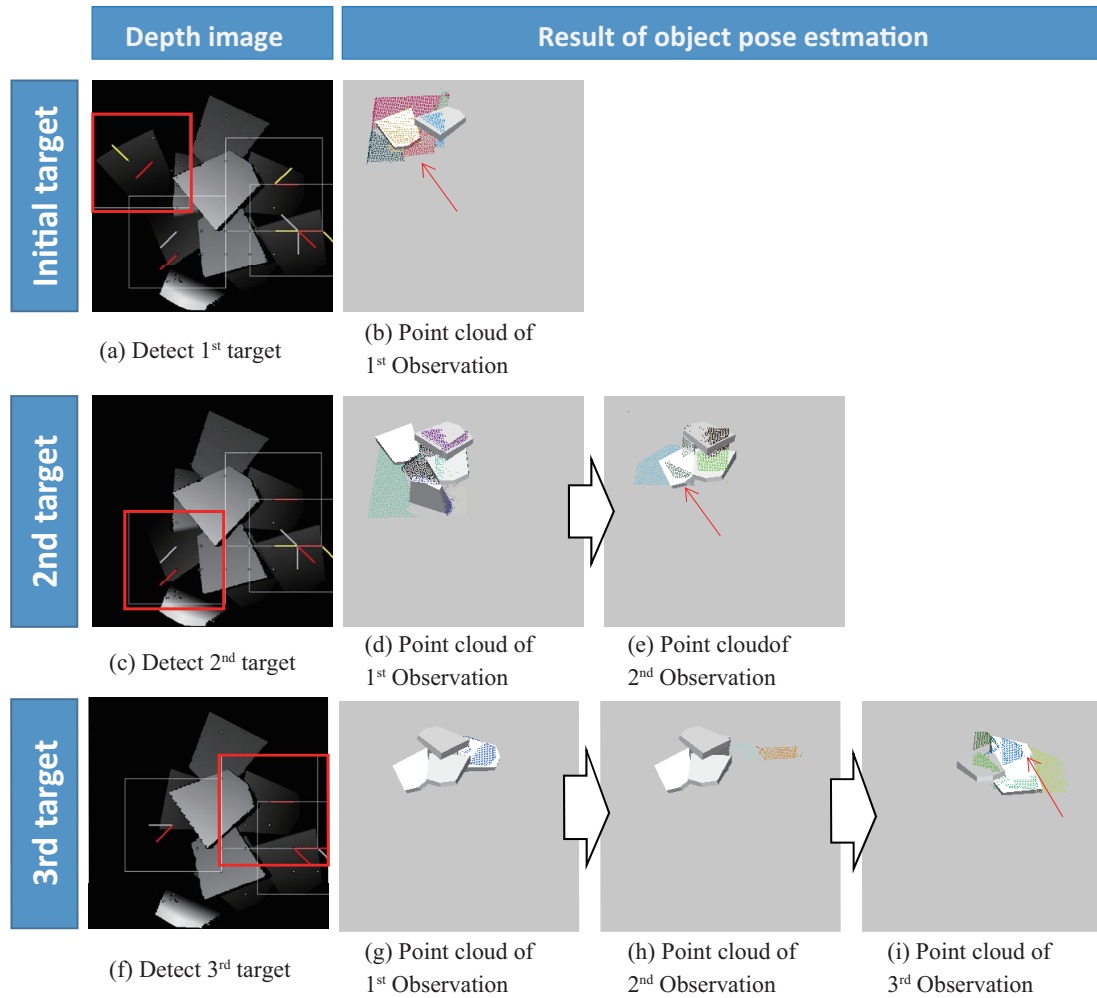 Depth image
Result of object pose estmation
Initial target
(a) Detect 1st target
(b) Point cloud of
1st Observation
2nd target
(c) Detect 2nd target
(d) Point cloud of
1st Observation
(e) Point cloudof
2nd Observation
3rd target
(f) Detect 3rd target
(g) Point cloud of
1st Observation
(h) Point cloud of
2nd Observation
(i) Point cloud of
3rd Observation